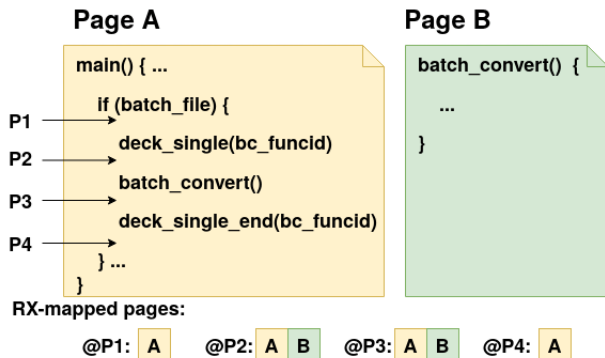 Page A
main() { ...
if (batch_file) {
P1
deck_single(bc_funcid)
P2
batch_convert()
P3
deck_single_end(bc_funcid)
P4
} ...
}
Page B
batch_convert() {
...
}
RX-mapped pages:
@P1: A @P2: A B @P3: A B @P4: A